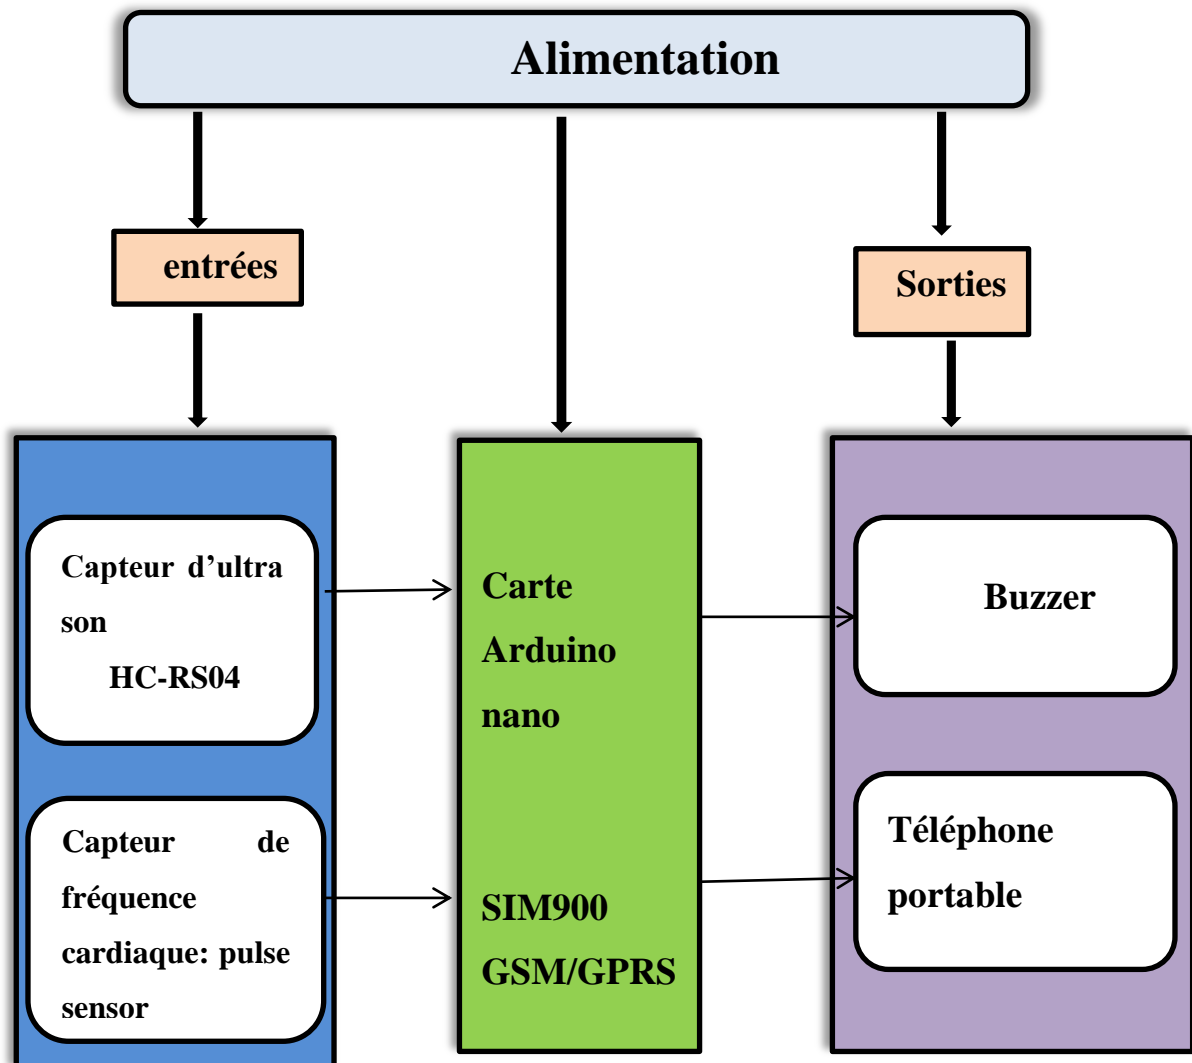 Alimentation
entrées
Sorties
Capteur d’ultra
son
HC-RS04
Capteur de
fréquence
cardiaque: pulse
sensor
Carte
Arduino
nano
SIM900
GSM/GPRS
Buzzer
Téléphone
portable